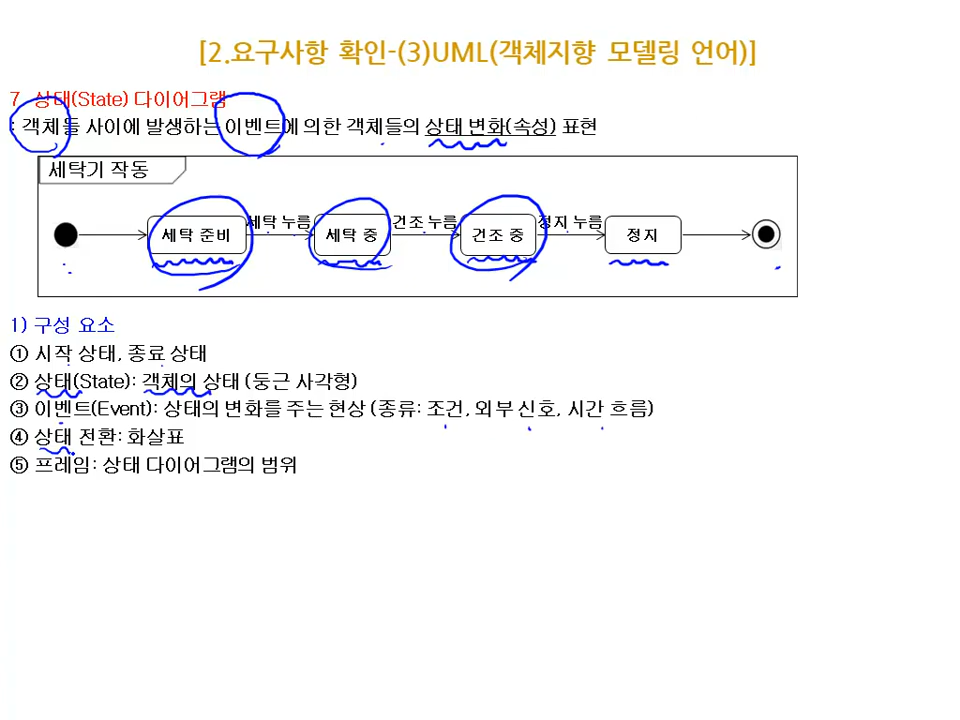 [2.요구사항 확인-(3)UML(객체지향 모델링 언어)]
7. 상태(State) 다이어그램
: 객체들 사이에 발생하는 이벤트에 의한 객체들의 상태 변화(속성) 표현
세탁기 작동
세탁 준비 세탁 누름 세탁 중 건조 누름 건조 중 정지 누름 정지
1) 구성 요소
① 시작 상태, 종료 상태
② 상태(State): 객체의 상태 (둥근 사각형)
③ 이벤트(Event): 상태의 변화를 주는 현상 (종류: 조건, 외부 신호, 시간 흐름)
④ 상태 전환: 화살표
⑤ 프레임: 상태 다이어그램의 범위